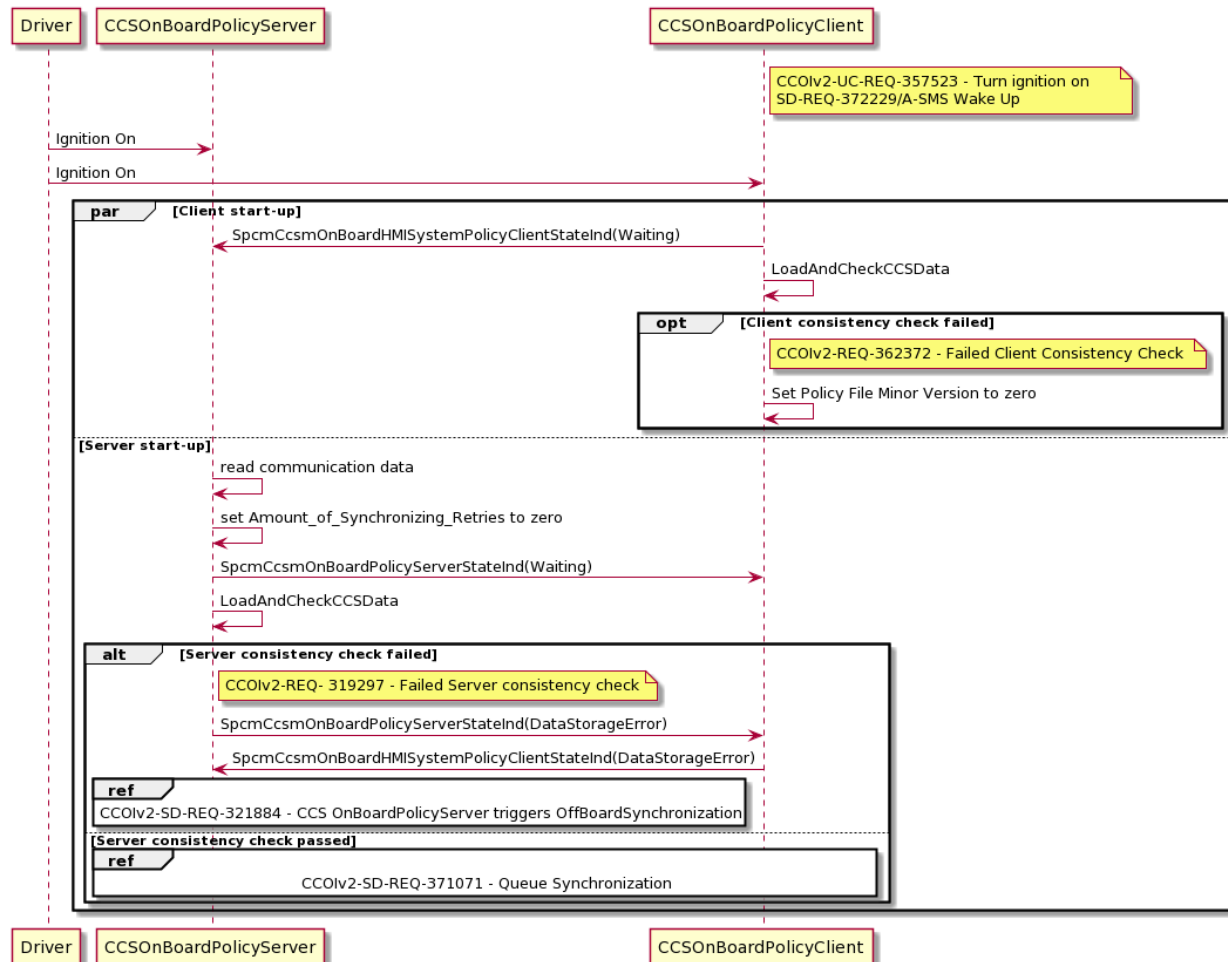 Driver
CCSOnBoardPolicyServer
CCSOnBoardPolicyClient
CCOIv2-UC-REQ-357523 - Turn ignition on
SD-REQ-372229/A-SMS Wake Up
Ignition On
Ignition On
par
[Client start-up]
SpcmCcsmOnBoardHMISystemPolicyClientStateInd(Waiting)
LoadAndCheckCCSData
opt
[Client consistency check failed]
CCOIv2-REQ-362372 - Failed Client Consistency Check
Set Policy File Minor Version to zero
[Server start-up]
read communication data
set Amount_of_Synchronizing_Retries to zero
SpcmCcsmOnBoardPolicyServerStateInd(Waiting)
LoadAndCheckCCSData
alt
[Server consistency check failed]
CCOIv2-REQ- 319297 - Failed Server consistency check
SpcmCcsmOnBoardPolicyServerStateInd(DataStorageError)
SpcmCcsmOnBoardHMISystemPolicyClientStateInd(DataStorageError)
ref
CCOIv2-SD-REQ-321884 - CCS OnBoardPolicyServer triggers OffBoardSynchronization
[Server consistency check passed]
ref
CCOIv2-SD-REQ-371071 - Queue Synchronization
Driver
CCSOnBoardPolicyServer
CCSOnBoardPolicyClient